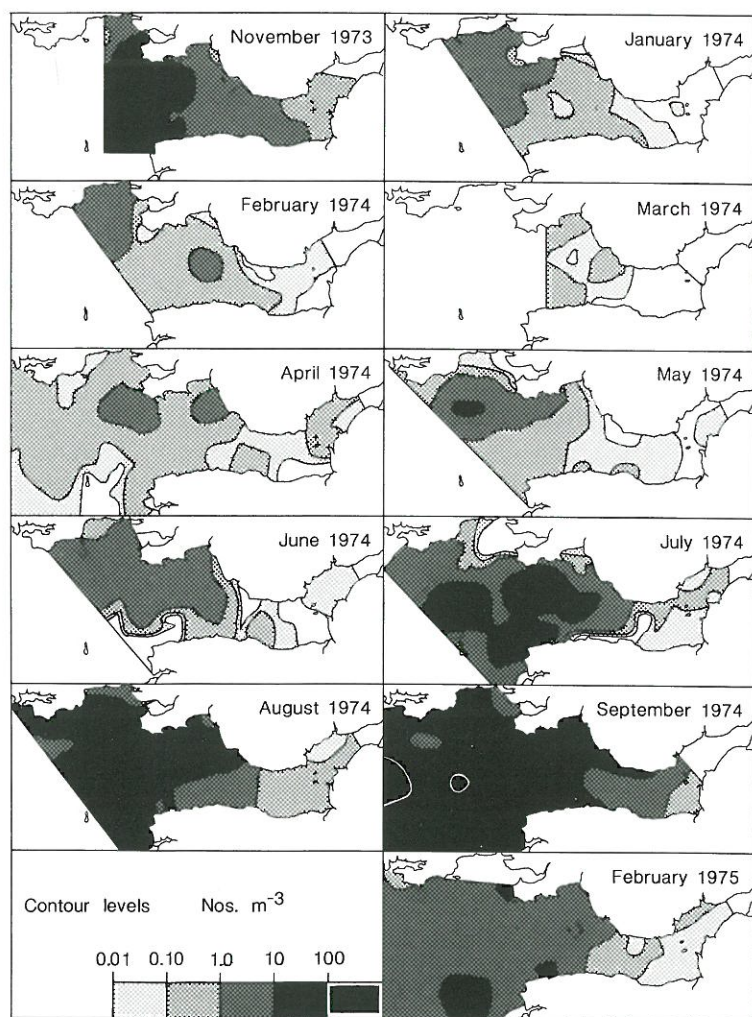 November 1973
January 1974
February 1974
March 1974
April 1974
May 1974
June 1974
July 1974
August 1974
September 1974
February 1975
Contour levels Nos. m⁻³
0.01 0.10 1.0 10 100